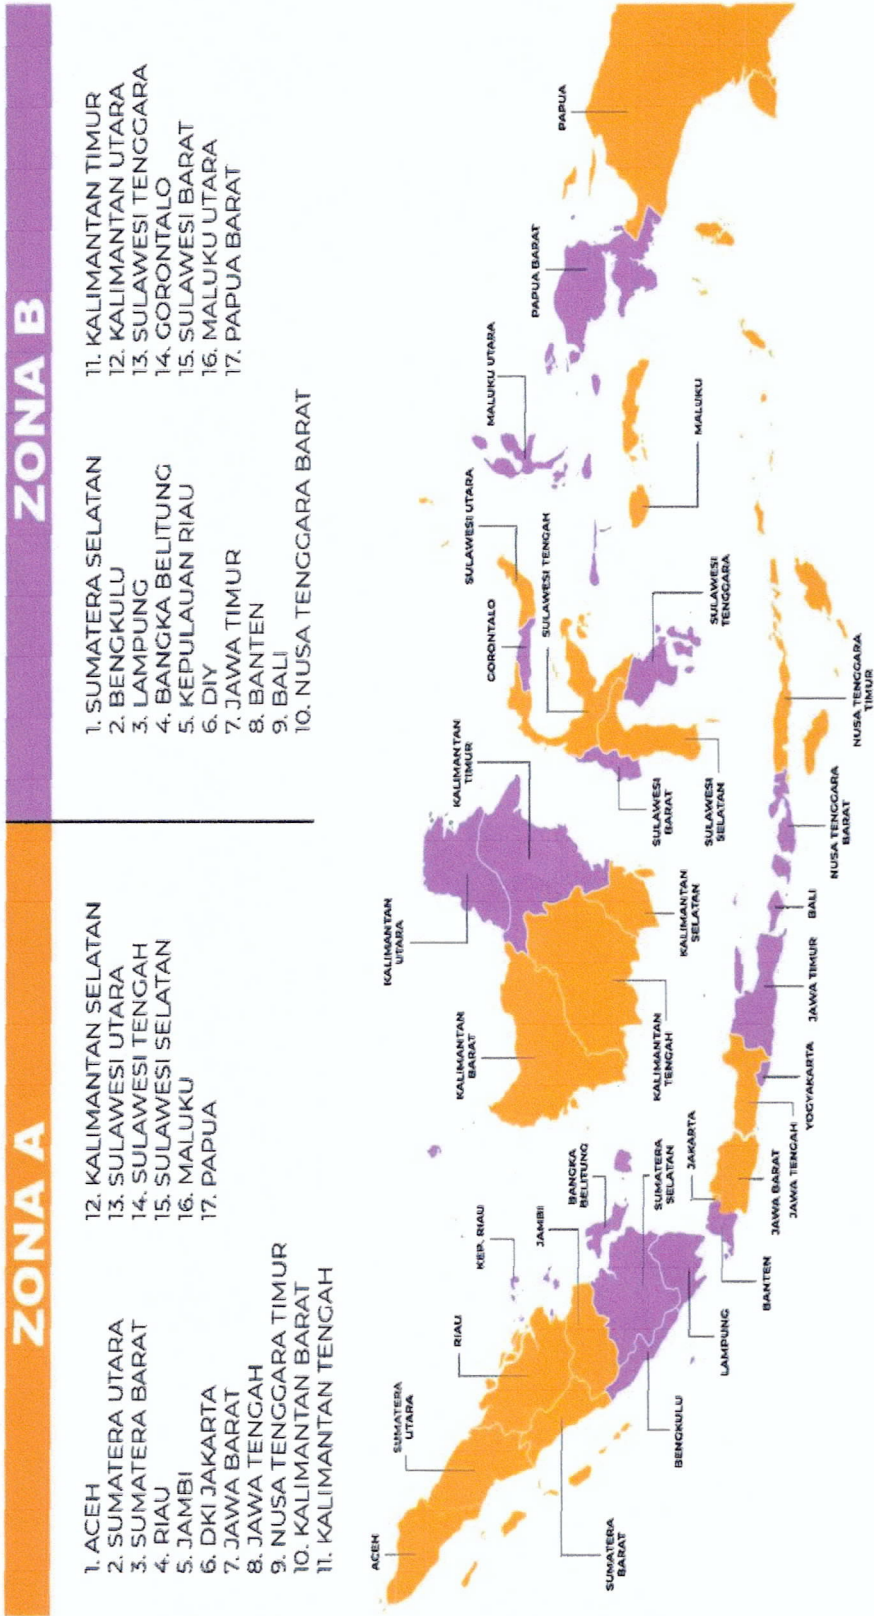 ZONA A
1. ACEH
2. SUMATERA UTARA
3. SUMATERA BARAT
4. RIAU
5. JAMBI
6. DKI JAKARTA
7. JAWA BARAT
8. JAWA TENGAH
9. NUSA TENGGARA TIMUR
10. KALIMANTAN BARAT
11. KALIMANTAN TENGAH
12. KALIMANTAN SELATAN
13. SULAWESI UTARA
14. SULAWESI TENGAH
15. SULAWESI SELATAN
16. MALUKU
17. PAPUA
ZONA B
1. SUMATERA SELATAN
2. BENGKULU
3. LAMPUNG
4. BANGKA BELITUNG
5. KEPULAUAN RIAU
6. DIY
7. JAWA TIMUR
8. BANTEN
9. BALI
10. NUSA TENGGARA BARAT
11. KALIMANTAN TIMUR
12. KALIMANTAN UTARA
13. SULAWESI TENGGARA
14. GORONTALO
15. SULAWESI BARAT
16. MALUKU UTARA
17. PAPUA BARAT
ACEH
SUMATERA
UTARA
RIAU
KEP. RIAU
JAMBI
BANGKA
BELITUNG
SUMATERA
SELATAN
JAKARTA
SUMATERA
BARAT
BENGKULU
LAMPUNG
BANTEN
JAWA BARAT
JAWA TENGAH
YOGYAKARTA
JAWA TIMUR
BALI
NUSA TENGGARA
BARAT
NUSA TENGGARA
TIMUR
KALIMANTAN
BARAT
KALIMANTAN
UTARA
KALIMANTAN
TIMUR
KALIMANTAN
TENGAH
KALIMANTAN
SELATAN
GORONTALO
SULAWESI UTARA
SULAWESI TENGAH
SULAWESI
BARAT
SULAWESI
SELATAN
SULAWESI
TENGGARA
MALUKU UTARA
MALUKU
PAPUA BARAT
PAPUA